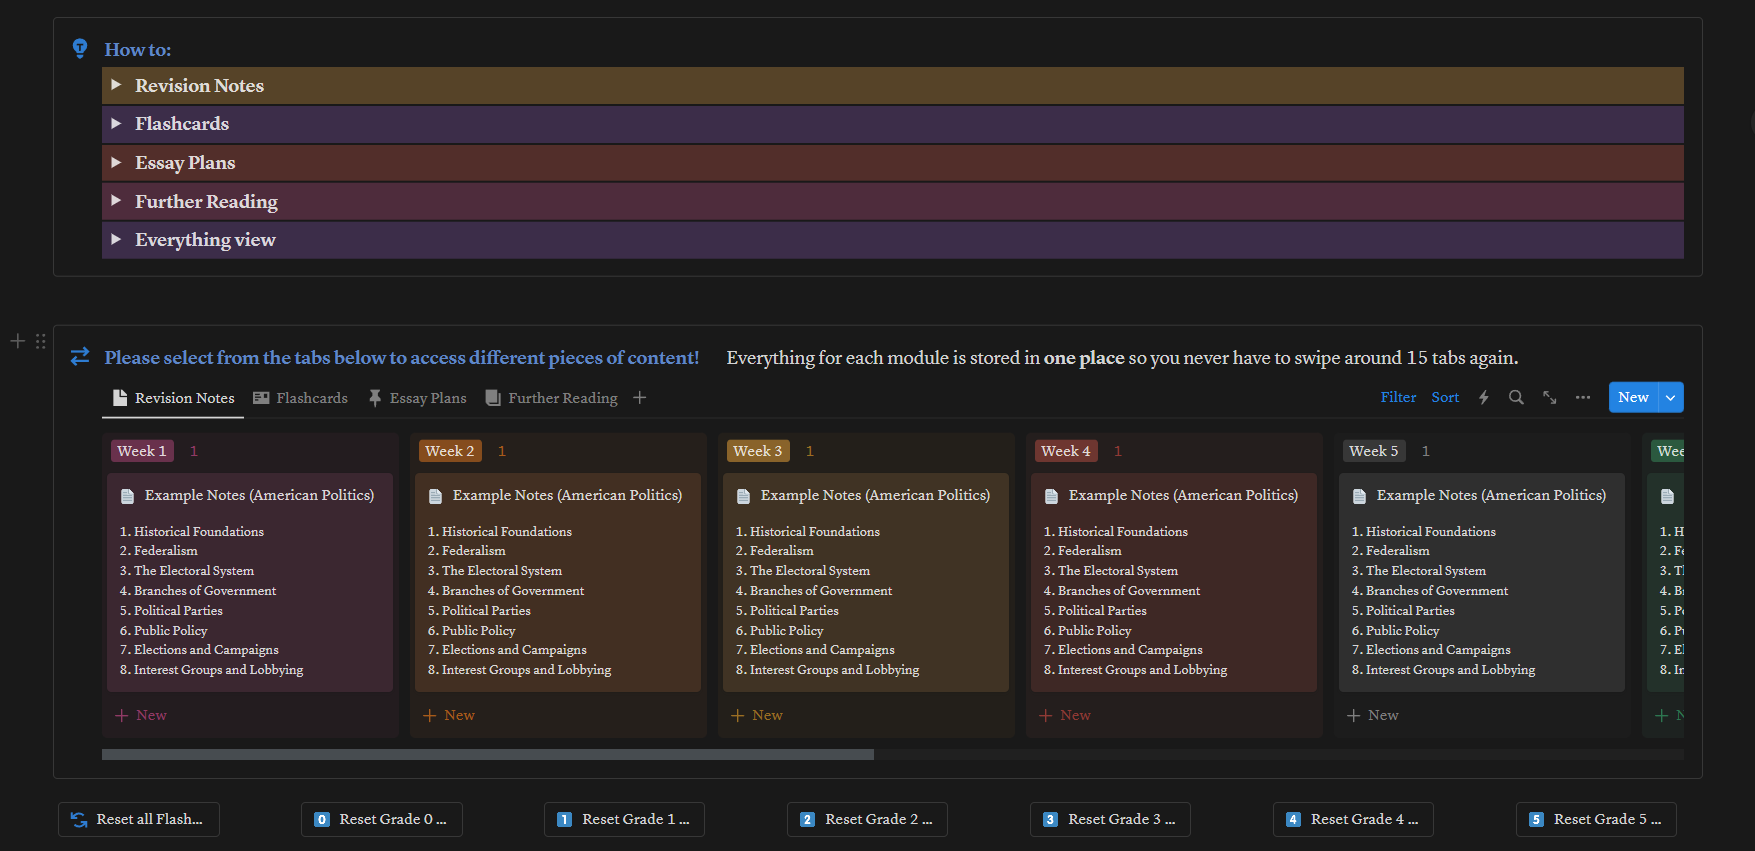 How to:
Revision Notes
Flashcards
Essay Plans
Further Reading
Everything view
Please select from the tabs below to access different pieces of content! Everything for each module is stored in one place so you never have to swipe around 15 tabs again.
Revision Notes Flashcards Essay Plans Further Reading Filter Sort New
Week 1 1
Example Notes (American Politics)
1. Historical Foundations
2. Federalism
3. The Electoral System
4. Branches of Government
5. Political Parties
6. Public Policy
7. Elections and Campaigns
8. Interest Groups and Lobbying
+ New
Week 2 1
Example Notes (American Politics)
1. Historical Foundations
2. Federalism
3. The Electoral System
4. Branches of Government
5. Political Parties
6. Public Policy
7. Elections and Campaigns
8. Interest Groups and Lobbying
+ New
Week 3 1
Example Notes (American Politics)
1. Historical Foundations
2. Federalism
3. The Electoral System
4. Branches of Government
5. Political Parties
6. Public Policy
7. Elections and Campaigns
8. Interest Groups and Lobbying
+ New
Week 4 1
Example Notes (American Politics)
1. Historical Foundations
2. Federalism
3. The Electoral System
4. Branches of Government
5. Political Parties
6. Public Policy
7. Elections and Campaigns
8. Interest Groups and Lobbying
+ New
Week 5 1
Example Notes (American Politics)
1. Historical Foundations
2. Federalism
3. The Electoral System
4. Branches of Government
5. Political Parties
6. Public Policy
7. Elections and Campaigns
8. Interest Groups and Lobbying
+ New
1.
2.
3.
4.
5.
6.
7.
8.
Reset all Flash... 0 Reset Grade 0 ... 1 Reset Grade 1 ... 2 Reset Grade 2 ... 3 Reset Grade 3 ... 4 Reset Grade 4 ... 5 Reset Grade 5 ...